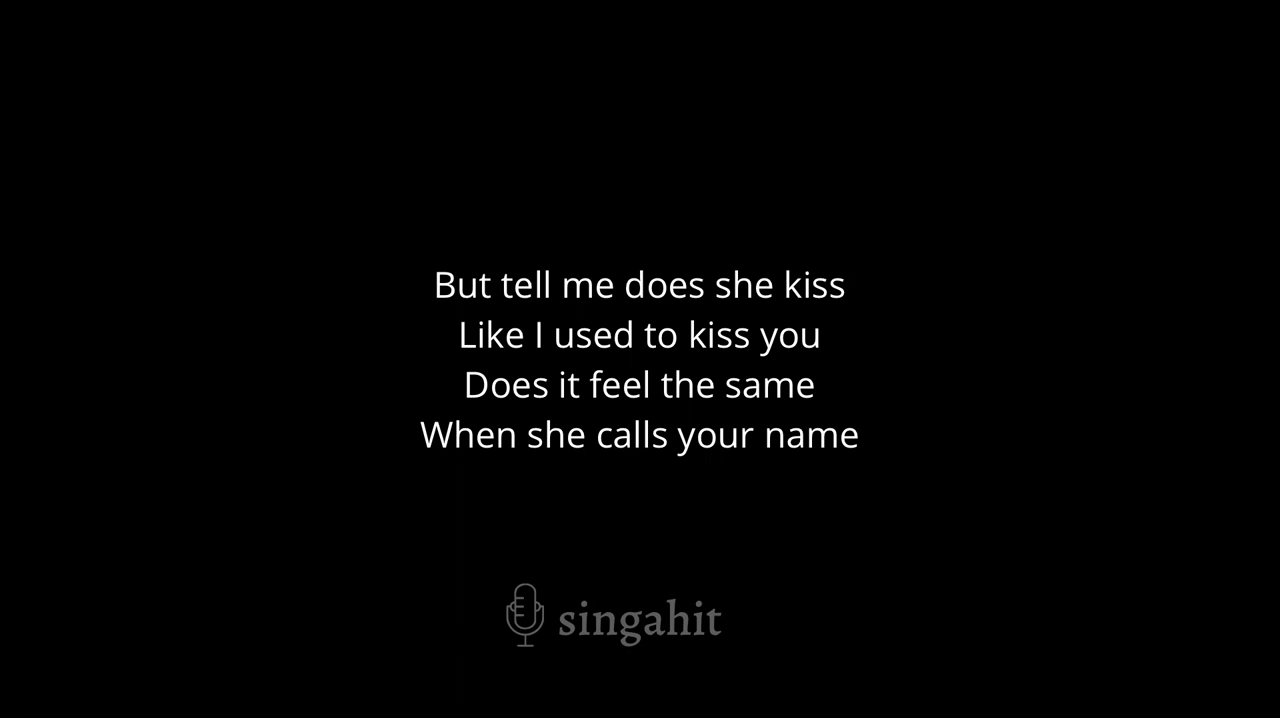 But tell me does she kiss
Like I used to kiss you
Does it feel the same
When she calls your name
singahit